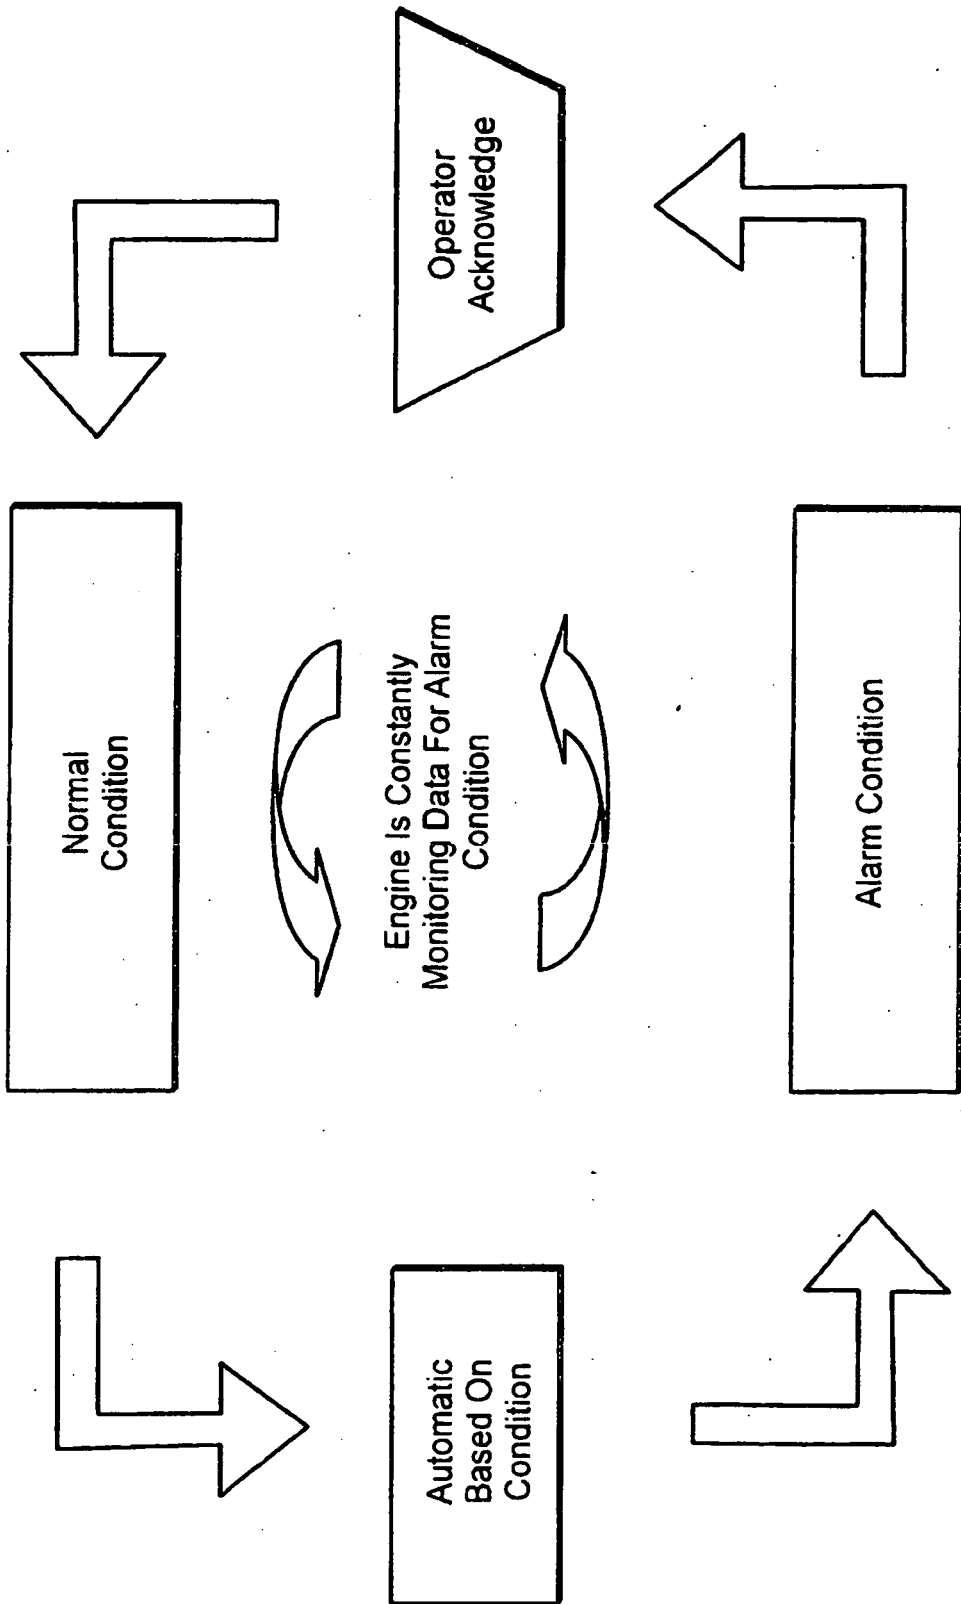 Normal
Condition
Automatic
Based On
Condition
Engine Is Constantly
Monitoring Data For Alarm
Condition
Operator
Acknowledge
Alarm Condition